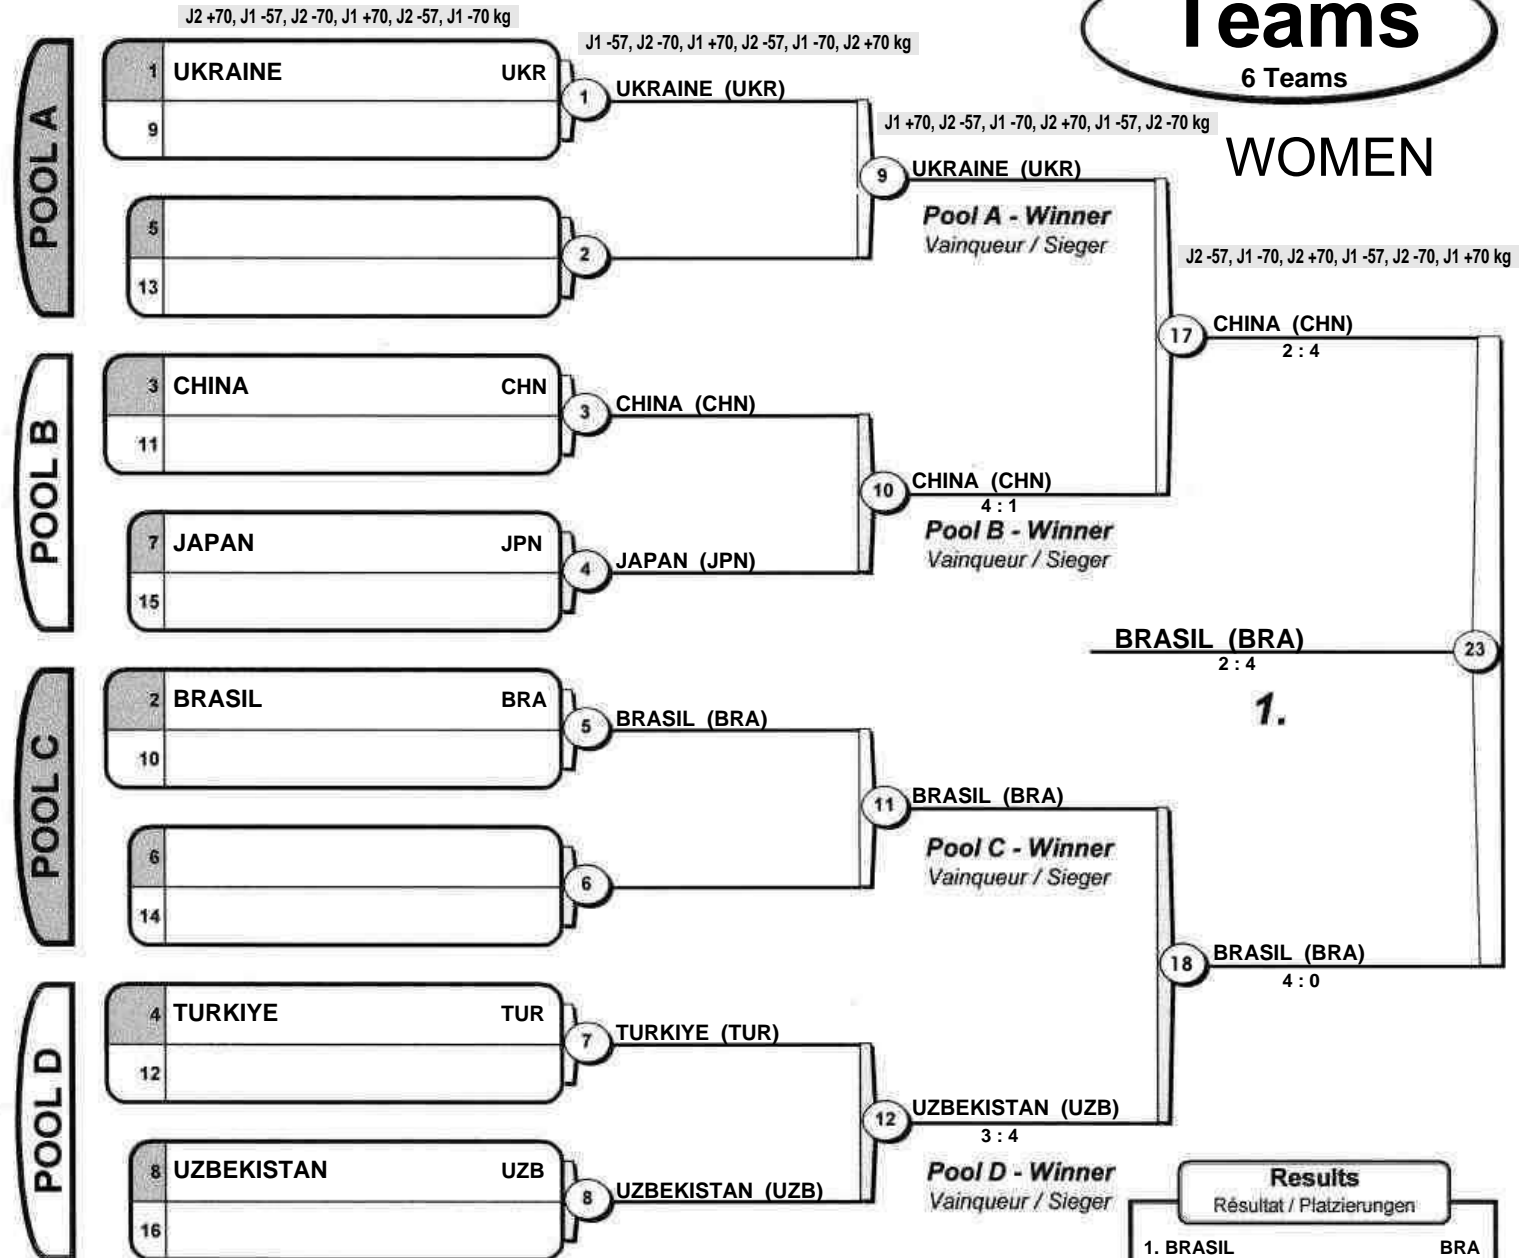 J2 +70, J1 -57, J2 -70, J1 +70, J2 -57, J1 -70 kg
Teams
6 Teams
WOMEN
J1 -57, J2 -70, J1 +70, J2 -57, J1 -70, J2 +70 kg
J1 +70, J2 -57, J1 -70, J2 +70, J1 -57, J2 -70 kg
J2 -57, J1 -70, J2 +70, J1 -57, J2 -70, J1 +70 kg
POOL A
1 UKRAINE UKR
9
1 UKRAINE (UKR)
5
13
2
9 UKRAINE (UKR)
Pool A - Winner
Vainqueur / Sieger
POOL B
3 CHINA CHN
11
3 CHINA (CHN)
7 JAPAN JPN
15
4 JAPAN (JPN)
10 CHINA (CHN)
4 : 1
Pool B - Winner
Vainqueur / Sieger
17 CHINA (CHN)
2 : 4
BRASIL (BRA) 23
2 : 4
1.
POOL C
2 BRASIL BRA
10
5 BRASIL (BRA)
6
14
6
11 BRASIL (BRA)
Pool C - Winner
Vainqueur / Sieger
18 BRASIL (BRA)
4 : 0
POOL D
4 TURKIYE TUR
12
7 TURKIYE (TUR)
8 UZBEKISTAN UZB
16
8 UZBEKISTAN (UZB)
12 UZBEKISTAN (UZB)
3 : 4
Pool D - Winner
Vainqueur / Sieger
Results
Résultat / Platzierungen
1. BRASIL BRA